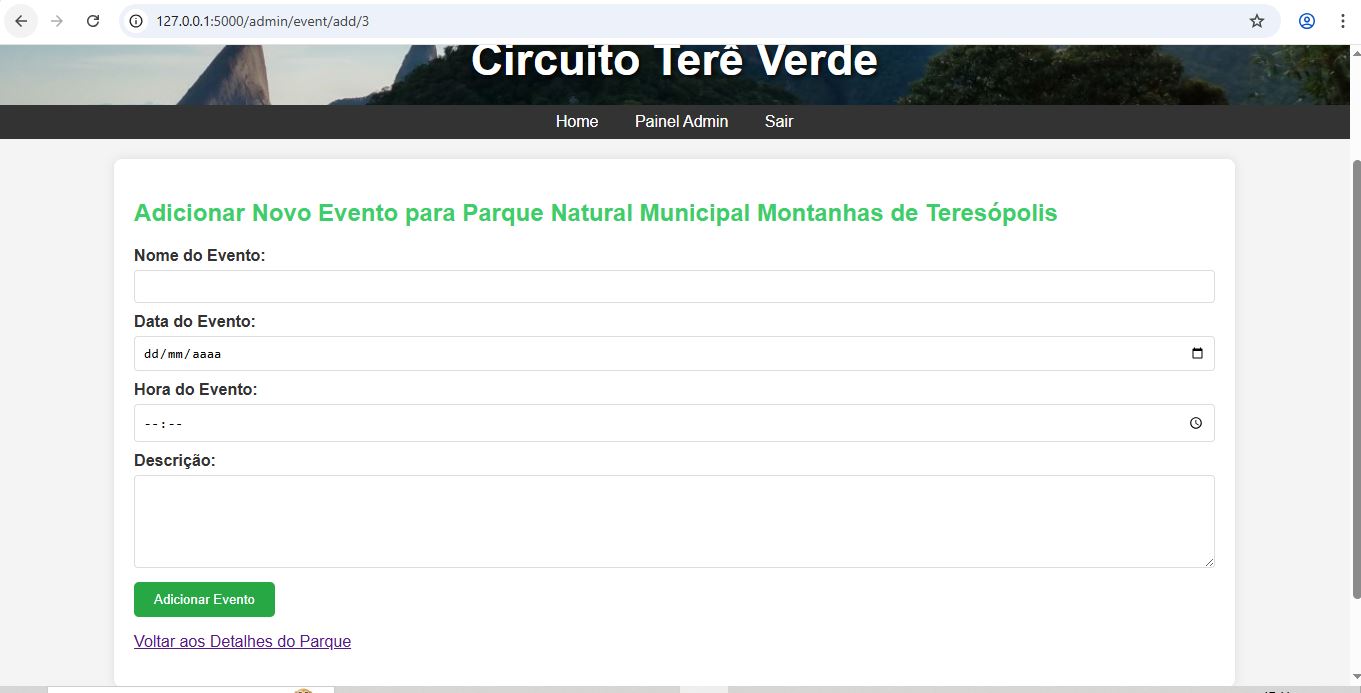 127.0.0.1:5000/admin/event/add/3
Circuito Terê Verde
Home Painel Admin Sair
Adicionar Novo Evento para Parque Natural Municipal Montanhas de Teresópolis
Nome do Evento:
Data do Evento:
dd/mm/aaaa
Hora do Evento:
--:--
Descrição:
Adicionar Evento
Voltar aos Detalhes do Parque